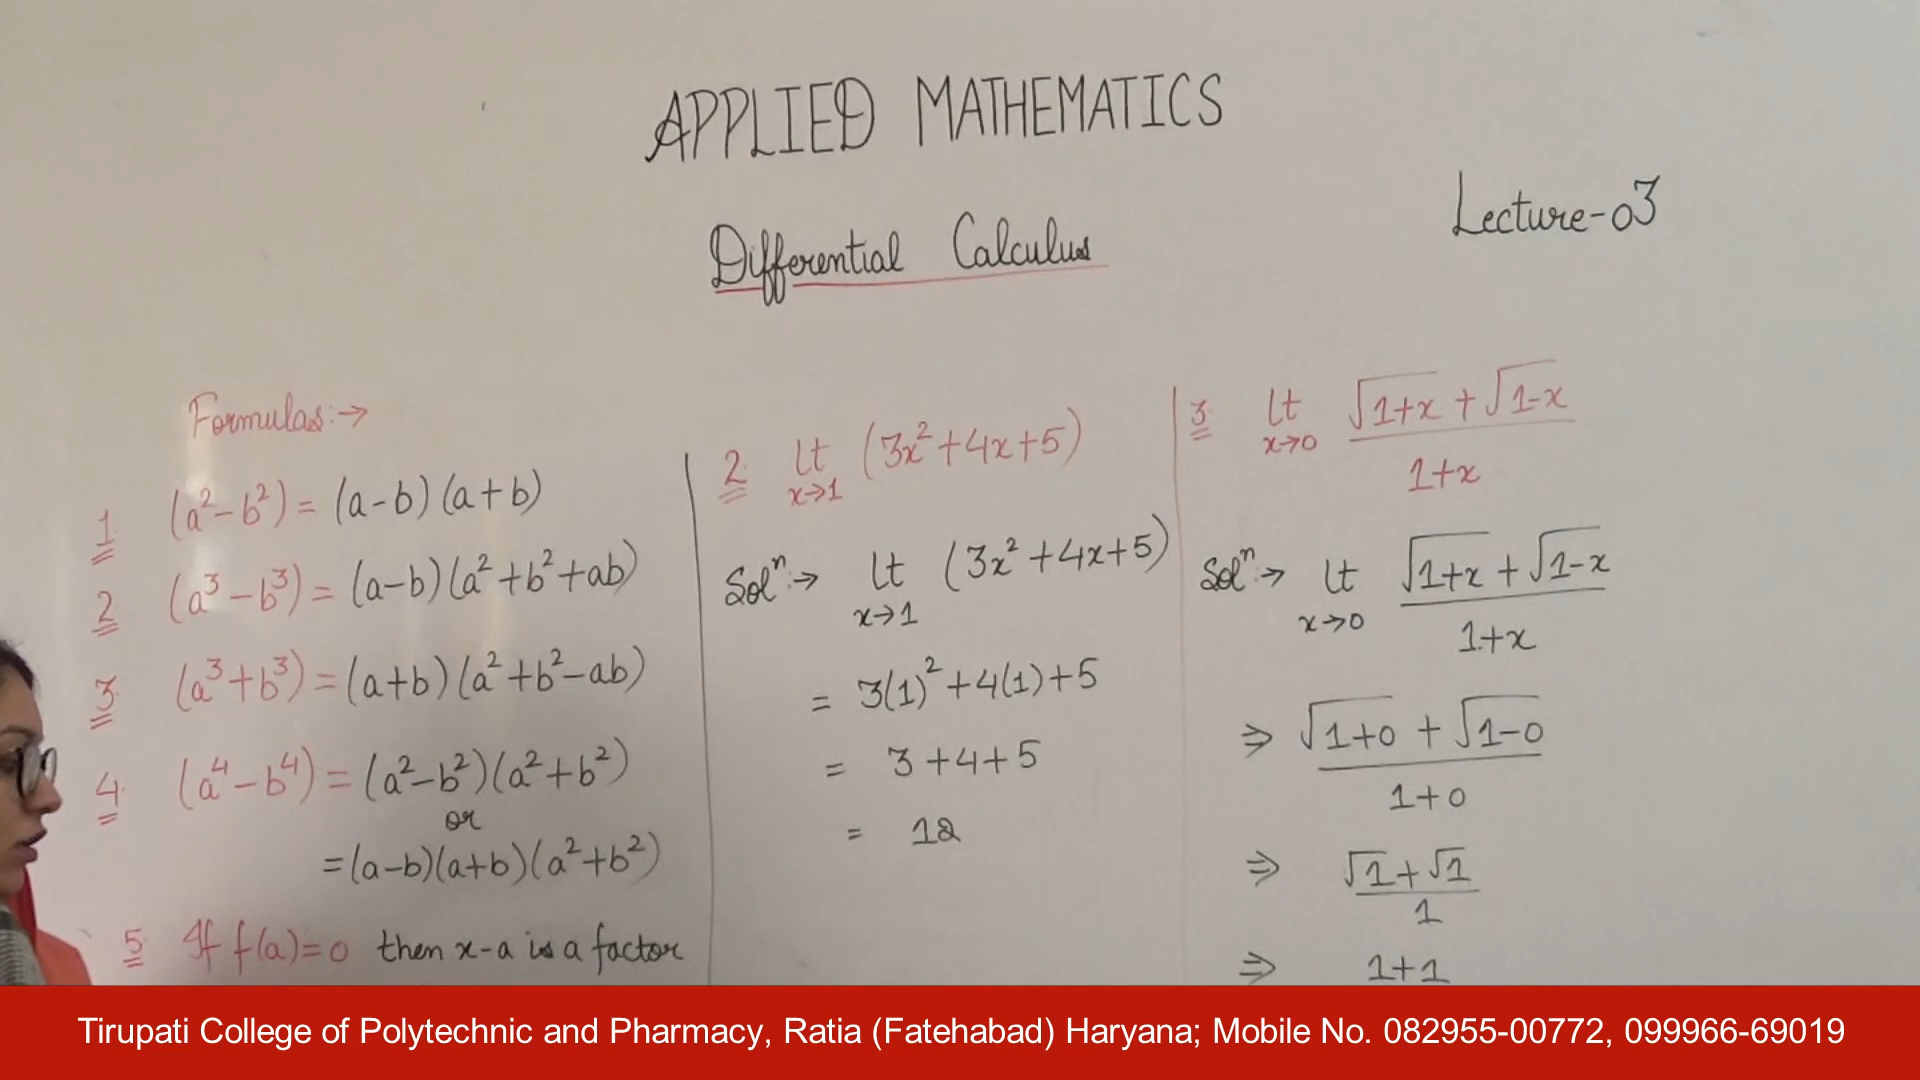 APPLIED MATHEMATICS
Differential Calculus
Lecture-03
Formulas:→
1 (a²-b²) = (a-b) (a+b)
2 (a³-b³) = (a-b)(a²+b²+ab)
3 (a³+b³) = (a+b)(a²+b²-ab)
4 (a⁴-b⁴) = (a²-b²)(a²+b²)
or
=(a-b)(a+b)(a²+b²)
5 If f(a)=0 then x-a is a factor
2 lt (3x²+4x+5)
x→1
Solⁿ:→ lt (3x²+4x+5)
x→1
= 3(1)²+4(1)+5
= 3+4+5
= 12
3 lt √1+x + √1-x
x→0
1+x
Solⁿ:→ lt √1+x + √1-x
x→0
1+x
⇒ √1+0 + √1-0
1+0
⇒ √1+√1
1
⇒ 1+1
Tirupati College of Polytechnic and Pharmacy, Ratia (Fatehabad) Haryana; Mobile No. 082955-00772, 099966-69019